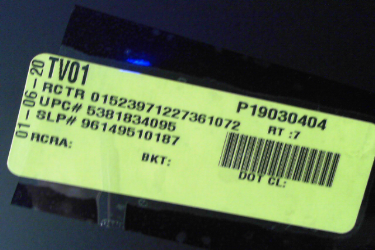 01-06-20
TV01
RCTR 01523971227361072
P19030404
UPC# 5381834095
RT :7
SLP# 96149510187
RCRA:
BKT:
DOT CL: